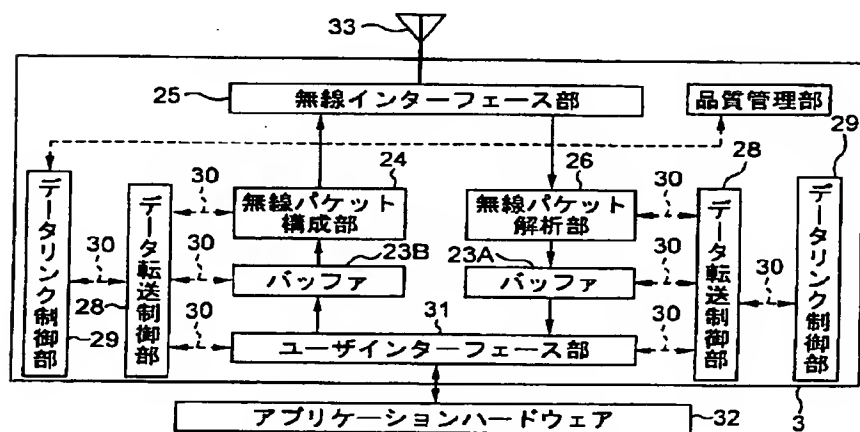 33
25
無線インターフェース部
品質管理部
29
28
24
26
30
無線パケット
構成部
無線パケット
解析部
30
データリンク制御部
30
データ転送制御部
30
23B
バッファ
23A
バッファ
30
データ転送制御部
30
データリンク制御部
28
30
31
ユーザインターフェース部
30
29
アプリケーションハードウェア
32
3